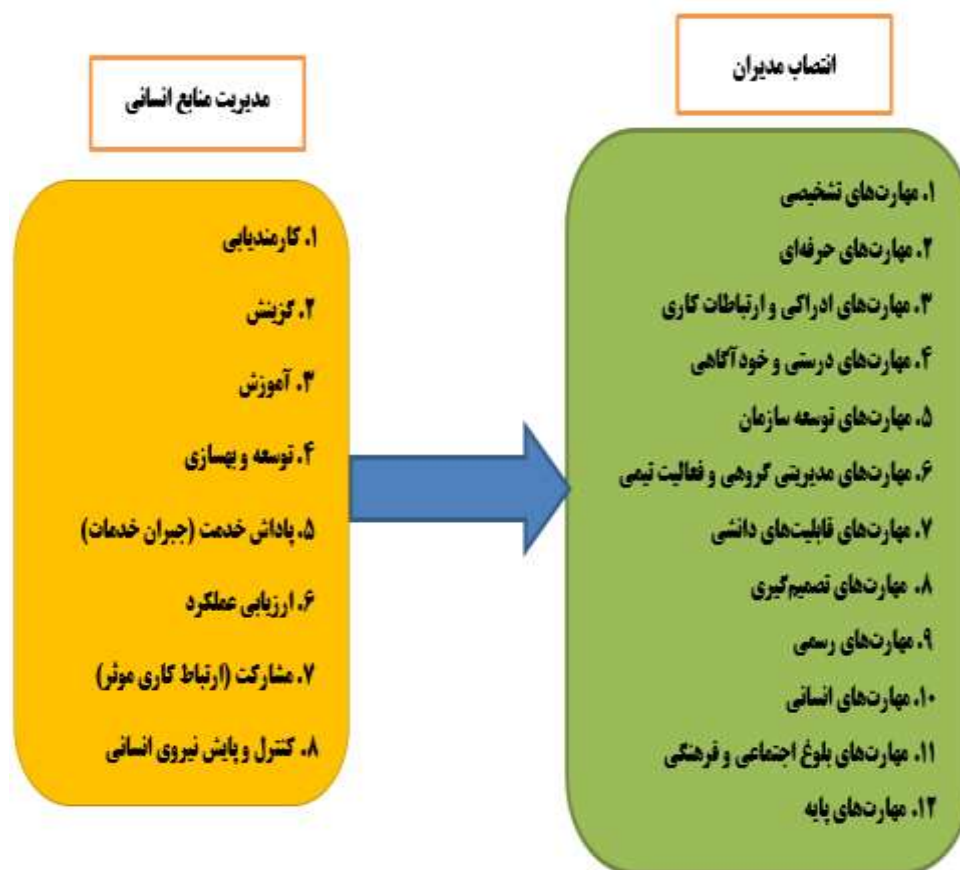 انتصاب مدیران
۱. مهارت‌های تشخیصی
۲. مهارت‌های حرفه‌ای
۳. مهارت‌های ادراکی و ارتباطات کاری
۴. مهارت‌های درستی و خودآگاهی
۵. مهارت‌های توسعه سازمان
۶. مهارت‌های مدیریتی گروهی و فعالیت تیمی
۷. مهارت‌های قابلیت‌های دانشی
۸. مهارت‌های تصمیم‌گیری
۹. مهارت‌های رسمی
۱۰. مهارت‌های انسانی
۱۱. مهارت‌های بلوغ اجتماعی و فرهنگی
۱۲. مهارت‌های پایه
مدیریت منابع انسانی
۱. کارمندیابی
۲. گزینش
۳. آموزش
۴. توسعه و بهسازی
۵. پاداش خدمت (جبران خدمات)
۶. ارزیابی عملکرد
۷. مشارکت (ارتباط کاری موثر)
۸. کنترل و پایش نیروی انسانی